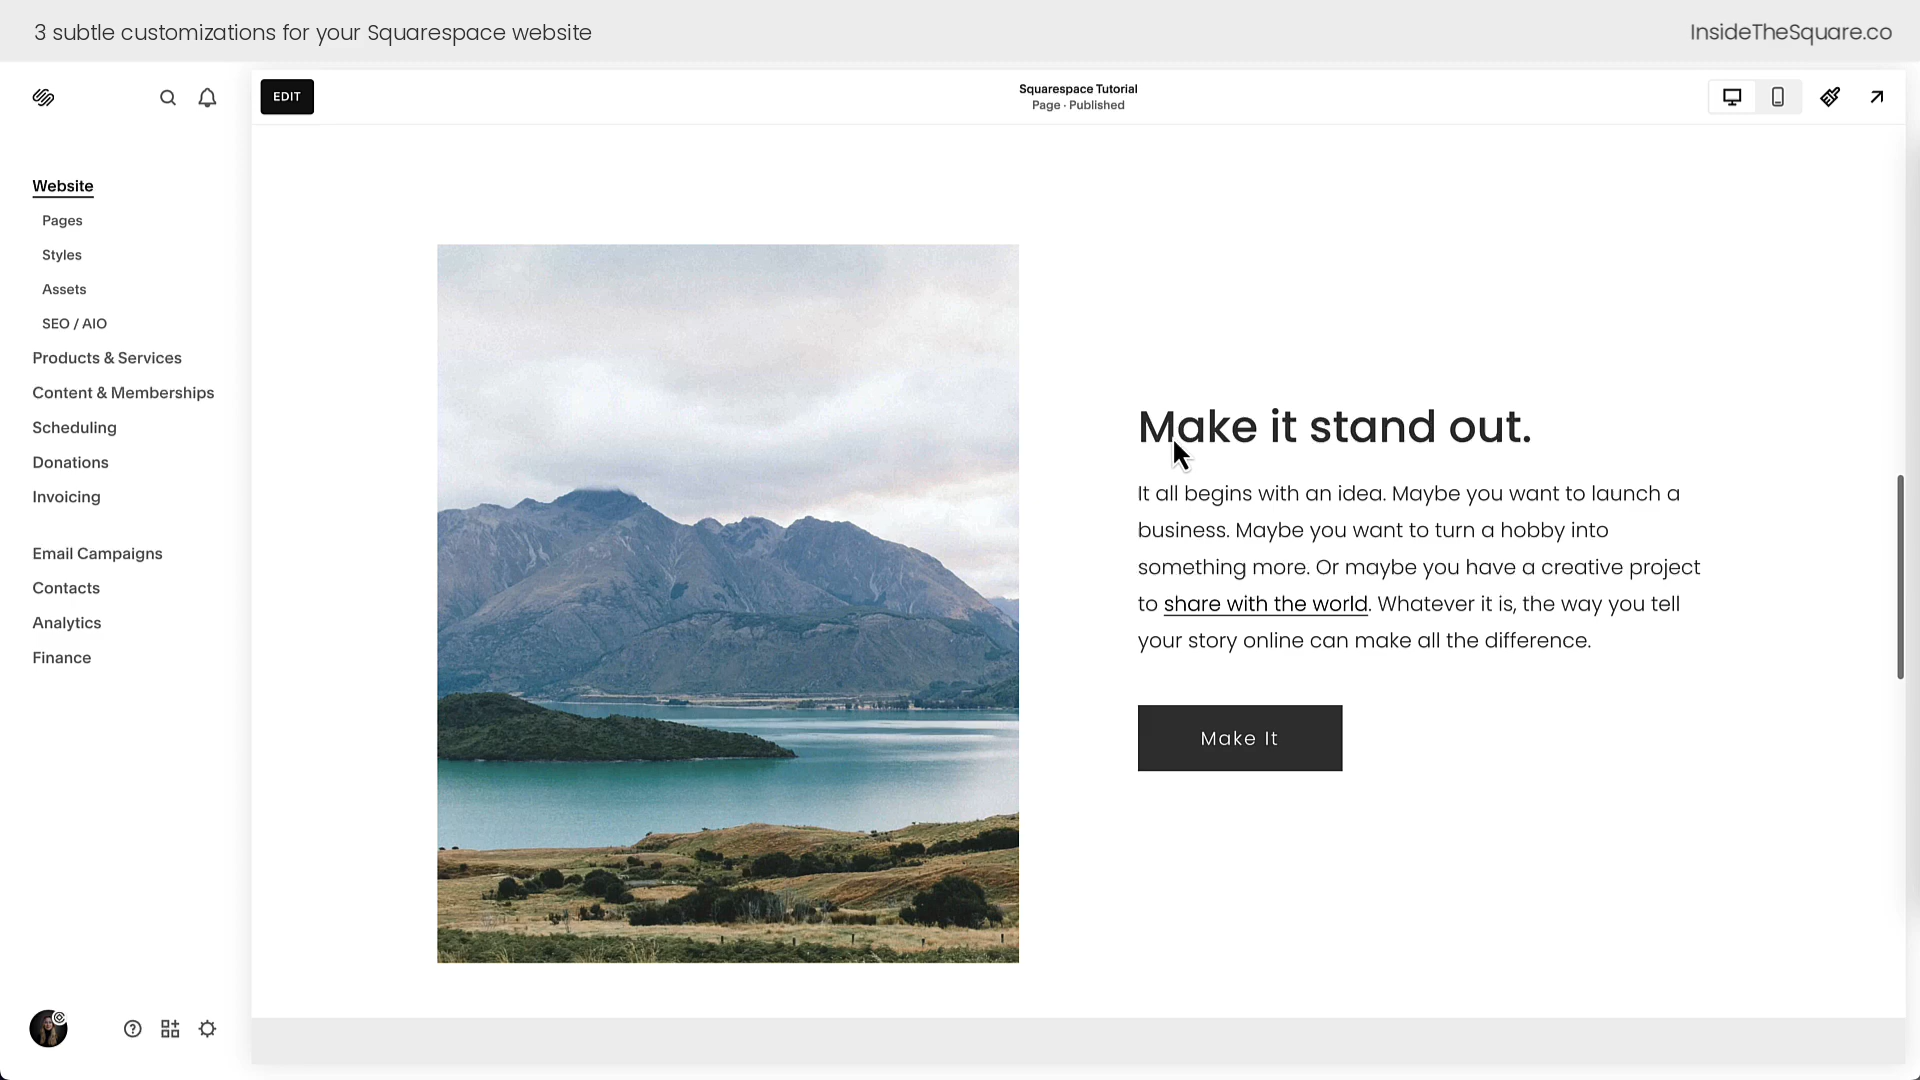 3 subtle customizations for your Squarespace website
InsideTheSquare.co
EDIT
Squarespace Tutorial
Page · Published
Website
Pages
Styles
Assets
SEO / AIO
Products & Services
Content & Memberships
Scheduling
Donations
Invoicing
Email Campaigns
Contacts
Analytics
Finance
Make it stand out.
It all begins with an idea. Maybe you want to launch a
business. Maybe you want to turn a hobby into
something more. Or maybe you have a creative project
to share with the world. Whatever it is, the way you tell
your story online can make all the difference.
Make It